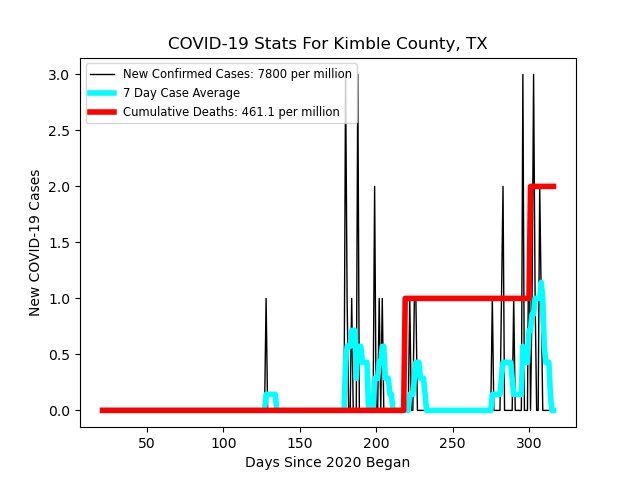 COVID-19 Stats For Kimble County, TX
New Confirmed Cases: 7800 per million
7 Day Case Average
Cumulative Deaths: 461.1 per million
New COVID-19 Cases
3.0
2.5
2.0
1.5
1.0
0.5
0.0
50 100 150 200 250 300
Days Since 2020 Began